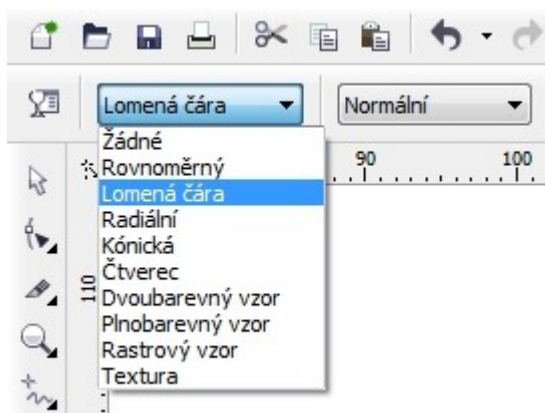 Lomená čára Normální
Žádné
Rovnoměrný
Lomená čára
Radiální
Kónická
Čtverec
Dvoubarevný vzor
Plnobarevný vzor
Rastrový vzor
Textura
90 100
110